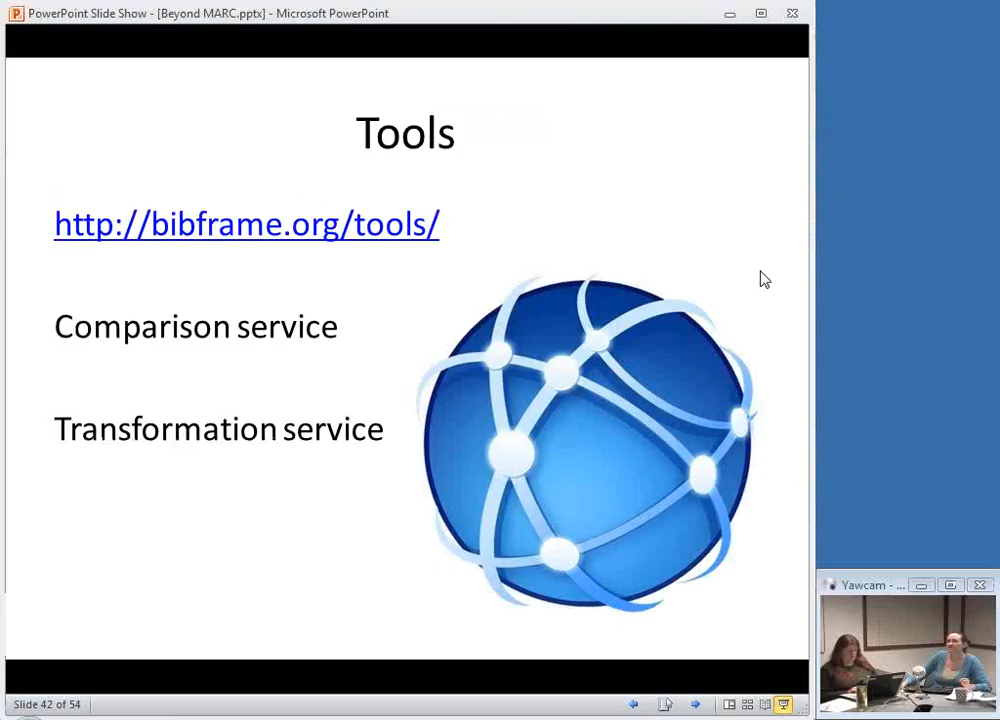 PowerPoint Slide Show - [Beyond MARC.pptx] - Microsoft PowerPoint
Tools
http://bibframe.org/tools/
Comparison service
Transformation service
Yawcam - ...
Slide 42 of 54